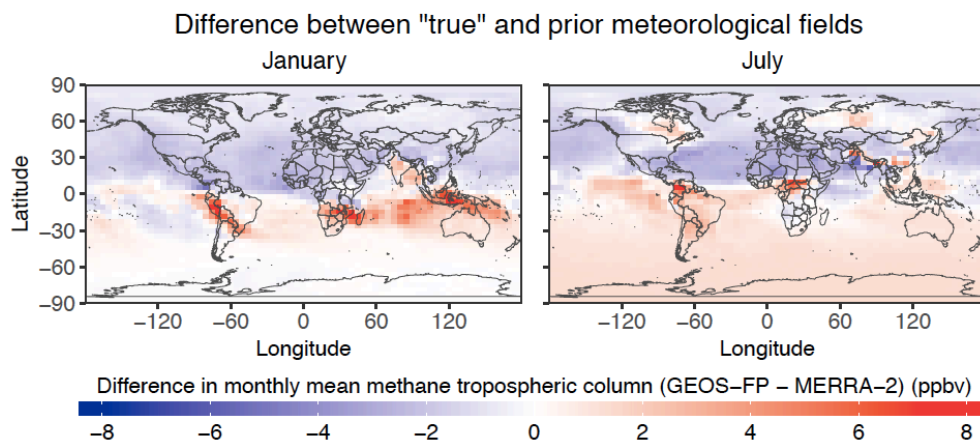 Difference between "true" and prior meteorological fields
January
July
90
60
30
0
−30
−60
−90
Latitude
−120 −60 0 60 120
−120 −60 0 60 120
Longitude
Longitude
Difference in monthly mean methane tropospheric column (GEOS−FP − MERRA−2) (ppbv)
−8 −6 −4 −2 0 2 4 6 8